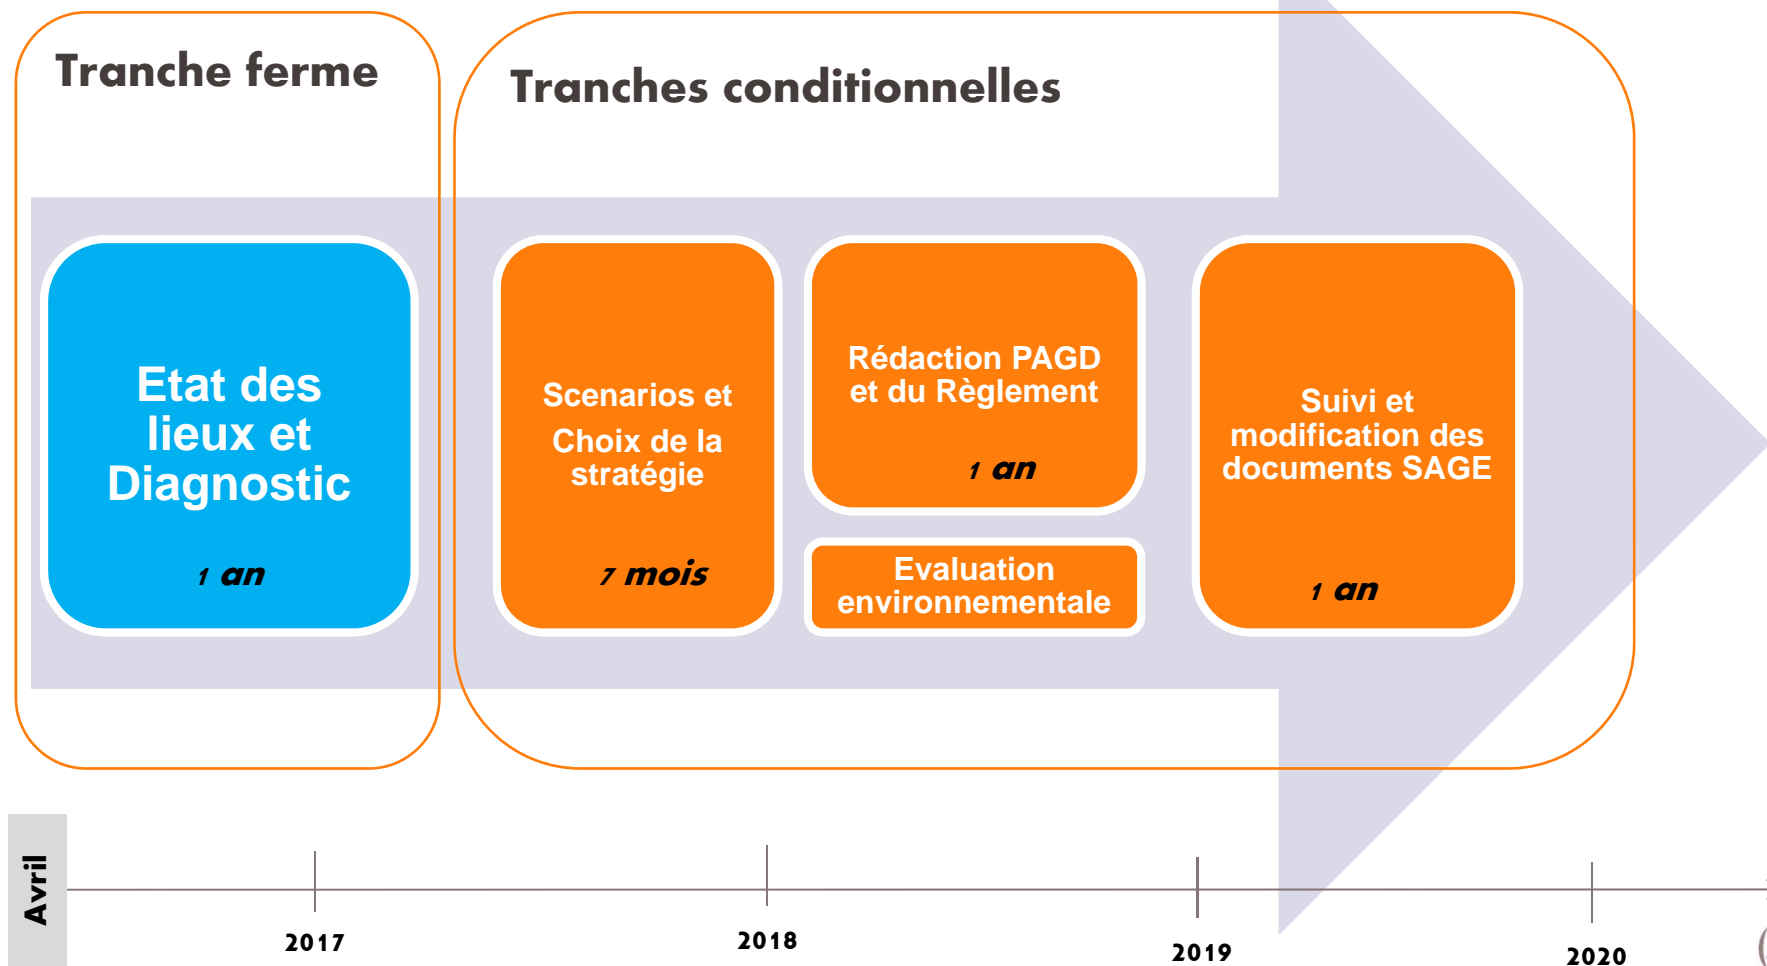 Tranche ferme
Tranches conditionnelles
Etat des
lieux et
Diagnostic
1 an
Scenarios et
Choix de la
stratégie
7 mois
Rédaction PAGD
et du Règlement
1 an
Evaluation
environnementale
Suivi et
modification des
documents SAGE
1 an
Avril
2017
2018
2019
2020